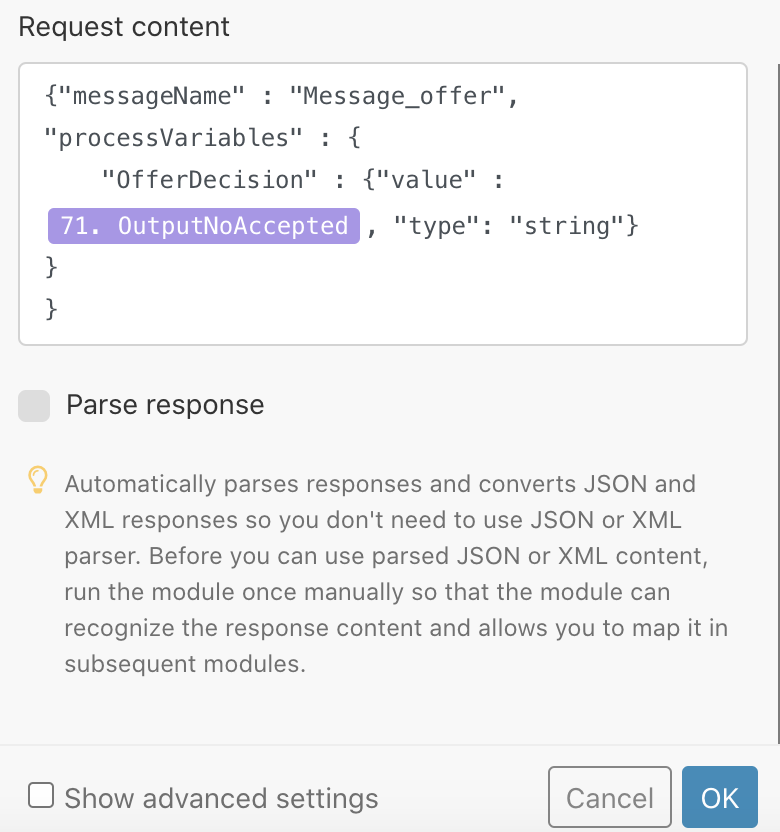 Request content
{"messageName" : "Message_offer",
"processVariables" : {
"OfferDecision" : {"value" :
71. OutputNoAccepted , "type": "string"}
}
}
Parse response
Automatically parses responses and converts JSON and
XML responses so you don't need to use JSON or XML
parser. Before you can use parsed JSON or XML content,
run the module once manually so that the module can
recognize the response content and allows you to map it in
subsequent modules.
Show advanced settings
Cancel
OK